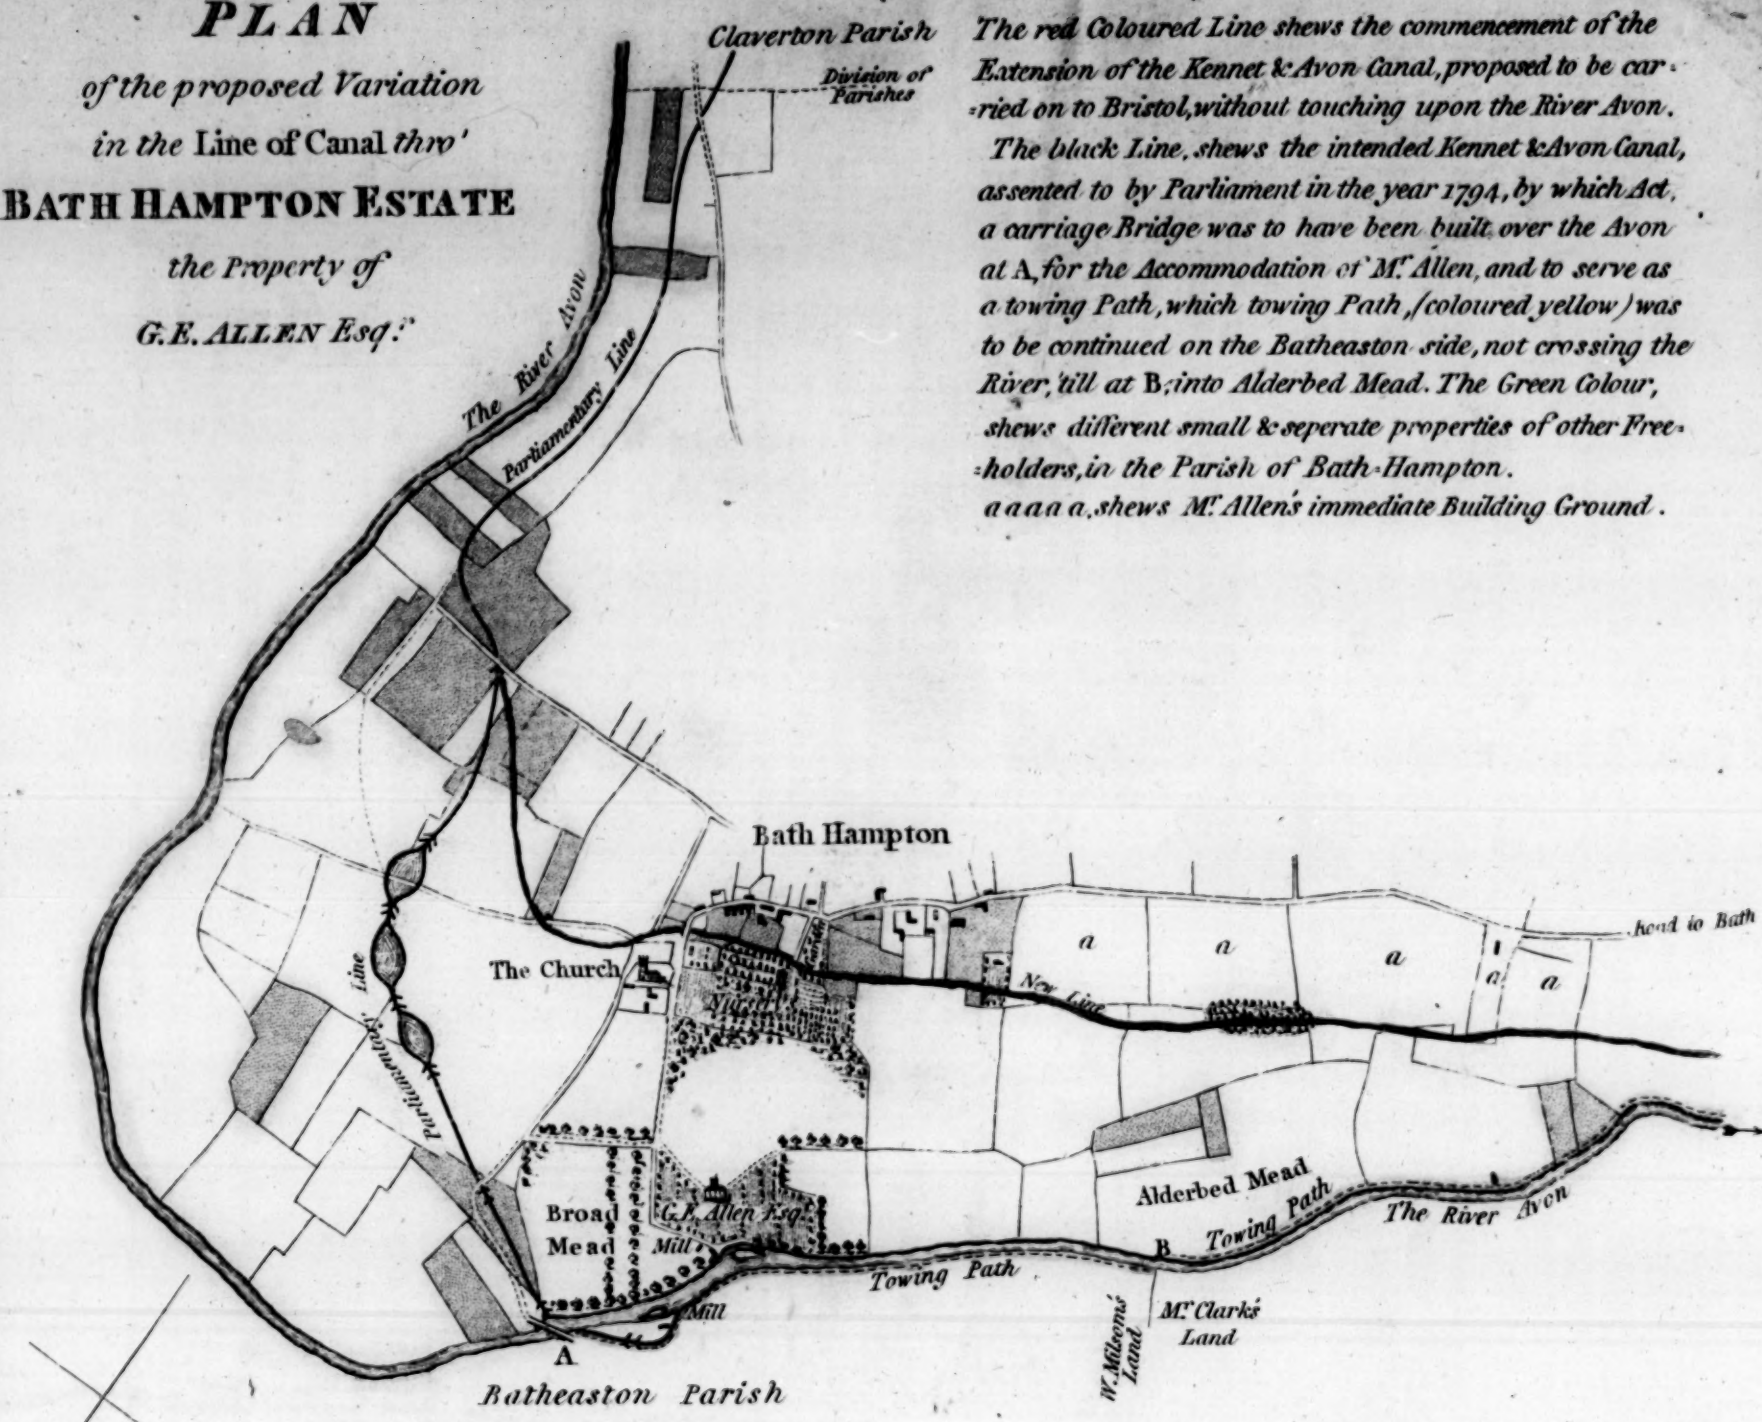 PLAN
of the proposed Variation
in the Line of Canal thro'
BATH HAMPTON ESTATE
the Property of
G.E. ALLEN Esqr.
Claverton Parish
Division of
Parishes
The red Coloured Line shews the commencement of the
Extension of the Kennet & Avon Canal, proposed to be car-
=ried on to Bristol, without touching upon the River Avon.
The black Line, shews the intended Kennet & Avon Canal,
assented to by Parliament in the year 1794, by which Act,
a carriage Bridge was to have been built over the Avon
at A, for the Accommodation of Mr. Allen, and to serve as
a towing Path, which towing Path, (coloured yellow) was
to be continued on the Batheaston side, not crossing the
River, 'till at B, into Alderbed Mead. The Green Colour,
shews different small & seperate properties of other Free=
=holders, in the Parish of Bath=Hampton.
a a a a a, shews Mr. Allen's immediate Building Ground.
The River Avon
Parliamentary Line
Bath Hampton
Road to Bath
The Church
Nursery
New Line
a
a
a
a
a
Parliamentary Line
Broad
Mead
G.E. Allen Esqr.
Mill
Mill
Alderbed Mead
Towing Path
The River Avon
B
Towing Path
A
W. Milsom's
Land
Mr. Clark's
Land
Batheaston Parish